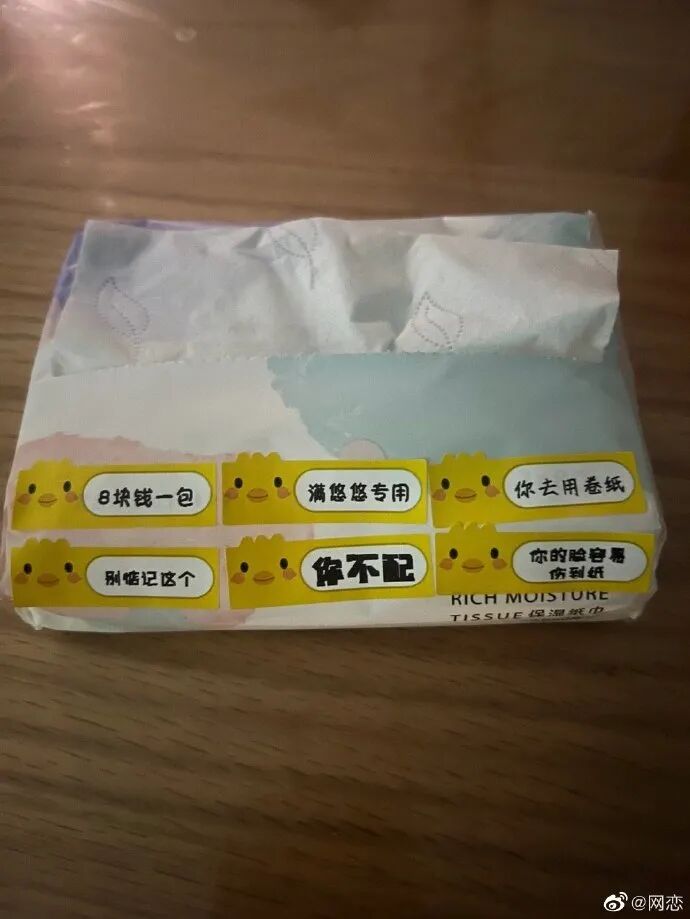 8块钱一包
满悠悠专用
你去用卷纸
别惦记这个
你不配
你的脸容易
伤到纸
RICH MOISTURE
TISSUE 保湿纸巾
@网恋